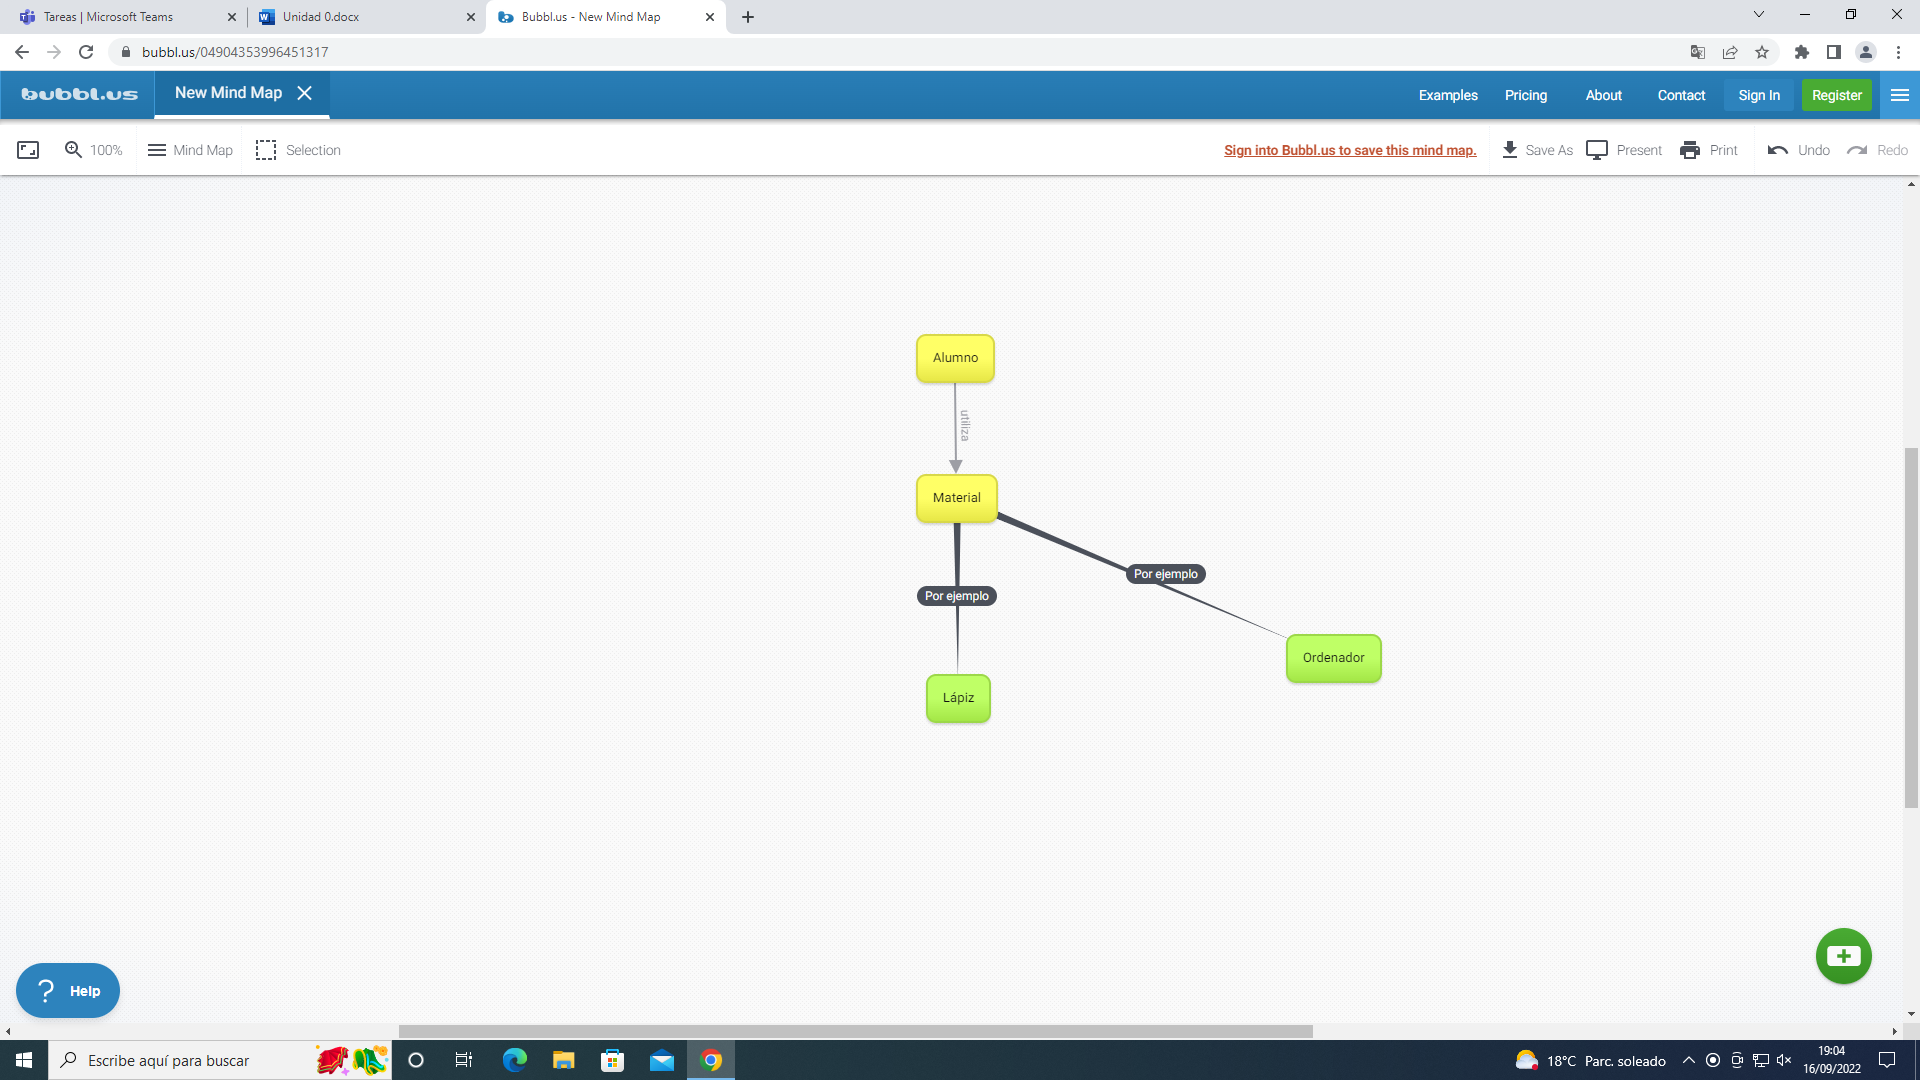 Tareas | Microsoft Teams
Unidad 0.docx
Bubbl.us - New Mind Map
bubbl.us/04904353996451317
bubbl.us
New Mind Map
Examples
Pricing
About
Contact
Sign In
Register
100%
Mind Map
Selection
Sign into Bubbl.us to save this mind map.
Save As
Present
Print
Undo
Redo
Alumno
utiliza
Material
Por ejemplo
Por ejemplo
Ordenador
Lápiz
? Help
Escribe aquí para buscar
18°C Parc. soleado
19:04
16/09/2022